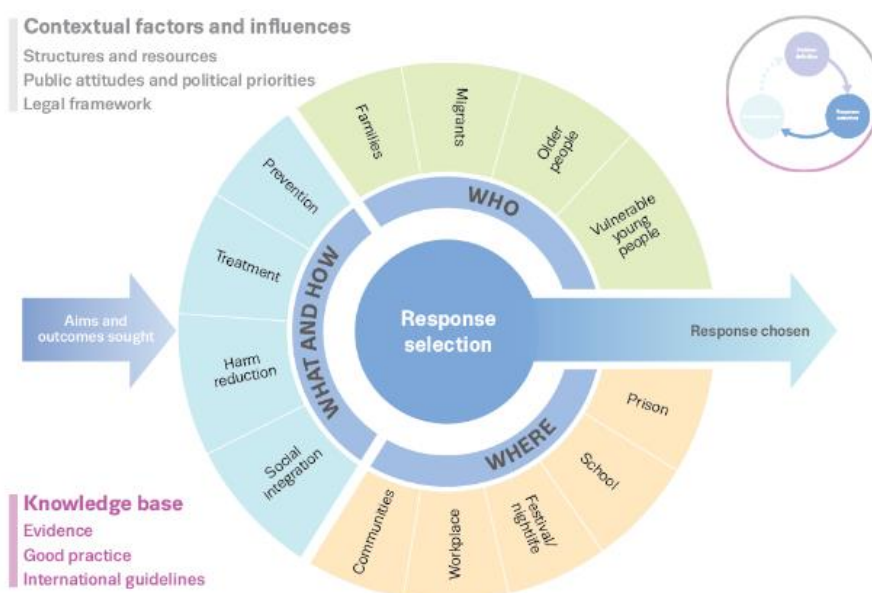 Contextual factors and influences
Structures and resources
Public attitudes and political priorities
Legal framework
Families
Migrants
Older
people
Vulnerable
young
people
WHO
Prevention
Treatment
Harm
reduction
Social
integration
WHAT AND HOW
Aims and
outcomes sought
Response
selection
Response chosen
WHERE
Prison
School
Festival/
nightlife
Workplace
Communities
Knowledge base
Evidence
Good practice
International guidelines
Response
selection